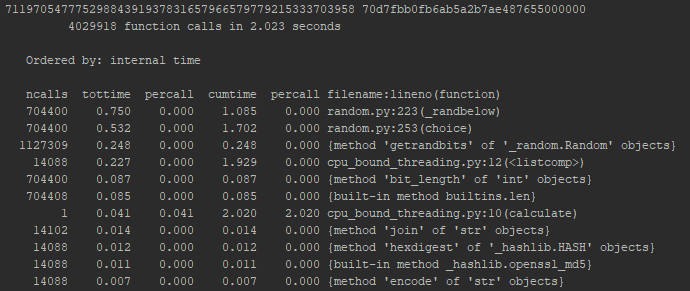 71197054777529884391937831657966579779215333703958 70d7fbb0fb6ab5a2b7ae487655000000
4029918 function calls in 2.023 seconds
Ordered by: internal time
ncalls tottime percall cumtime percall filename:lineno(function)
704400 0.750 0.000 1.085 0.000 random.py:223(_randbelow)
704400 0.532 0.000 1.702 0.000 random.py:253(choice)
1127309 0.248 0.000 0.248 0.000 {method 'getrandbits' of '_random.Random' objects}
14088 0.227 0.000 1.929 0.000 cpu_bound_threading.py:12(<listcomp>)
704400 0.087 0.000 0.087 0.000 {method 'bit_length' of 'int' objects}
704408 0.085 0.000 0.085 0.000 {built-in method builtins.len}
1 0.041 0.041 2.020 2.020 cpu_bound_threading.py:10(calculate)
14102 0.014 0.000 0.014 0.000 {method 'join' of 'str' objects}
14088 0.012 0.000 0.012 0.000 {method 'hexdigest' of '_hashlib.HASH' objects}
14088 0.011 0.000 0.011 0.000 {built-in method _hashlib.openssl_md5}
14088 0.007 0.000 0.007 0.000 {method 'encode' of 'str' objects}